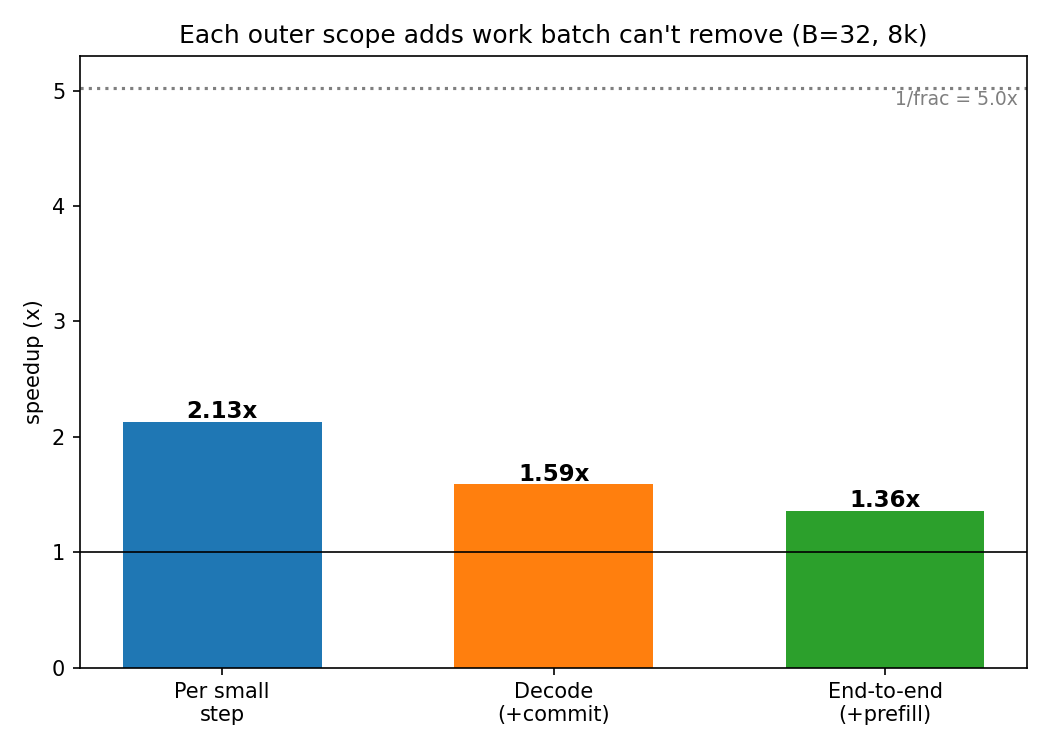 Each outer scope adds work batch can't remove (B=32, 8k)
5
1/frac = 5.0x
4
3
speedup (x)
2.13x
2
1.59x
1.36x
1
0
Per small
step
Decode
(+commit)
End-to-end
(+prefill)